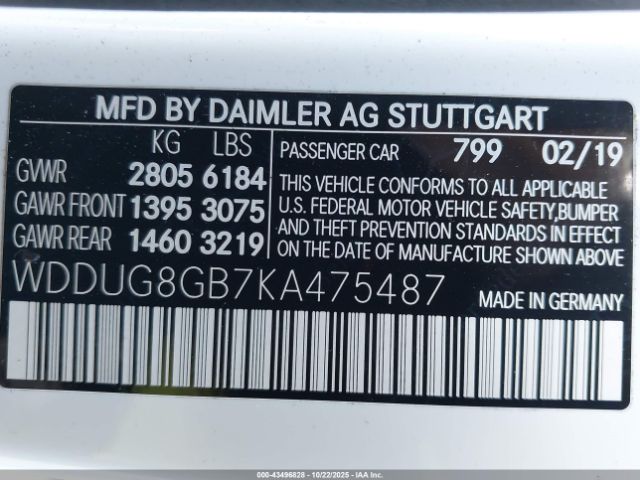 MFD BY DAIMLER AG STUTTGART
KG LBS
GVWR 2805 6184
GAWR FRONT 1395 3075
GAWR REAR 1460 3219
PASSENGER CAR 799 02/19
THIS VEHICLE CONFORMS TO ALL APPLICABLE
U.S. FEDERAL MOTOR VEHICLE SAFETY,BUMPER
AND THEFT PREVENTION STANDARDS IN EFFECT
ON THE DATE OF MANUFACTURE SHOWN ABOVE.
WDDUG8GB7KA475487 MADE IN GERMANY
000-43496828 - 10/22/2025 - IAA Inc.